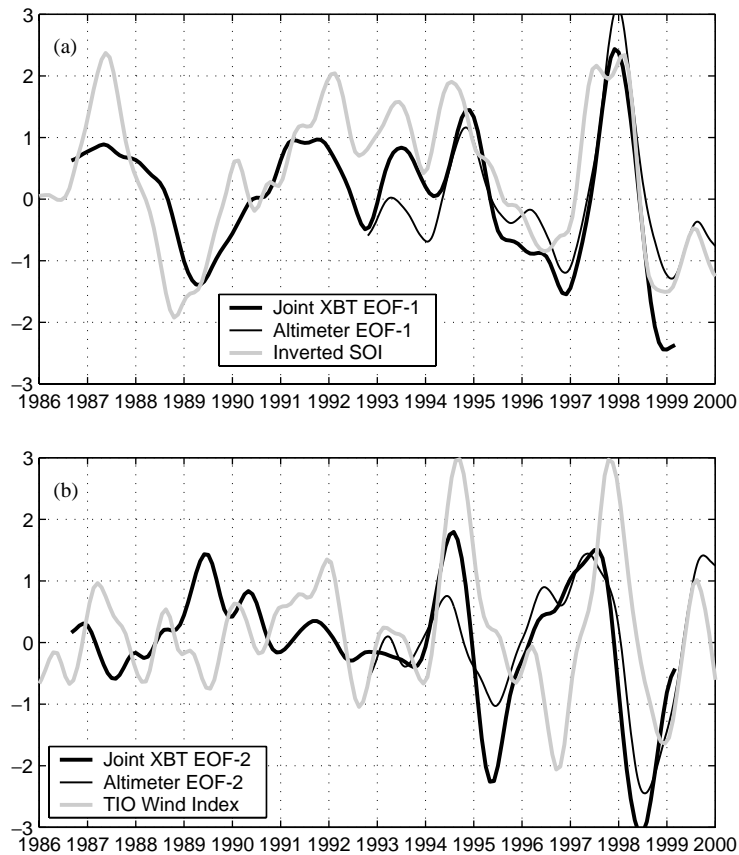 3
(a)
2
1
0
−1
−2
−3
Joint XBT EOF-1
Altimeter EOF-1
Inverted SOI
1986 1987 1988 1989 1990 1991 1992 1993 1994 1995 1996 1997 1998 1999 2000
3
(b)
2
1
0
−1
−2
−3
Joint XBT EOF-2
Altimeter EOF-2
TIO Wind Index
1986 1987 1988 1989 1990 1991 1992 1993 1994 1995 1996 1997 1998 1999 2000